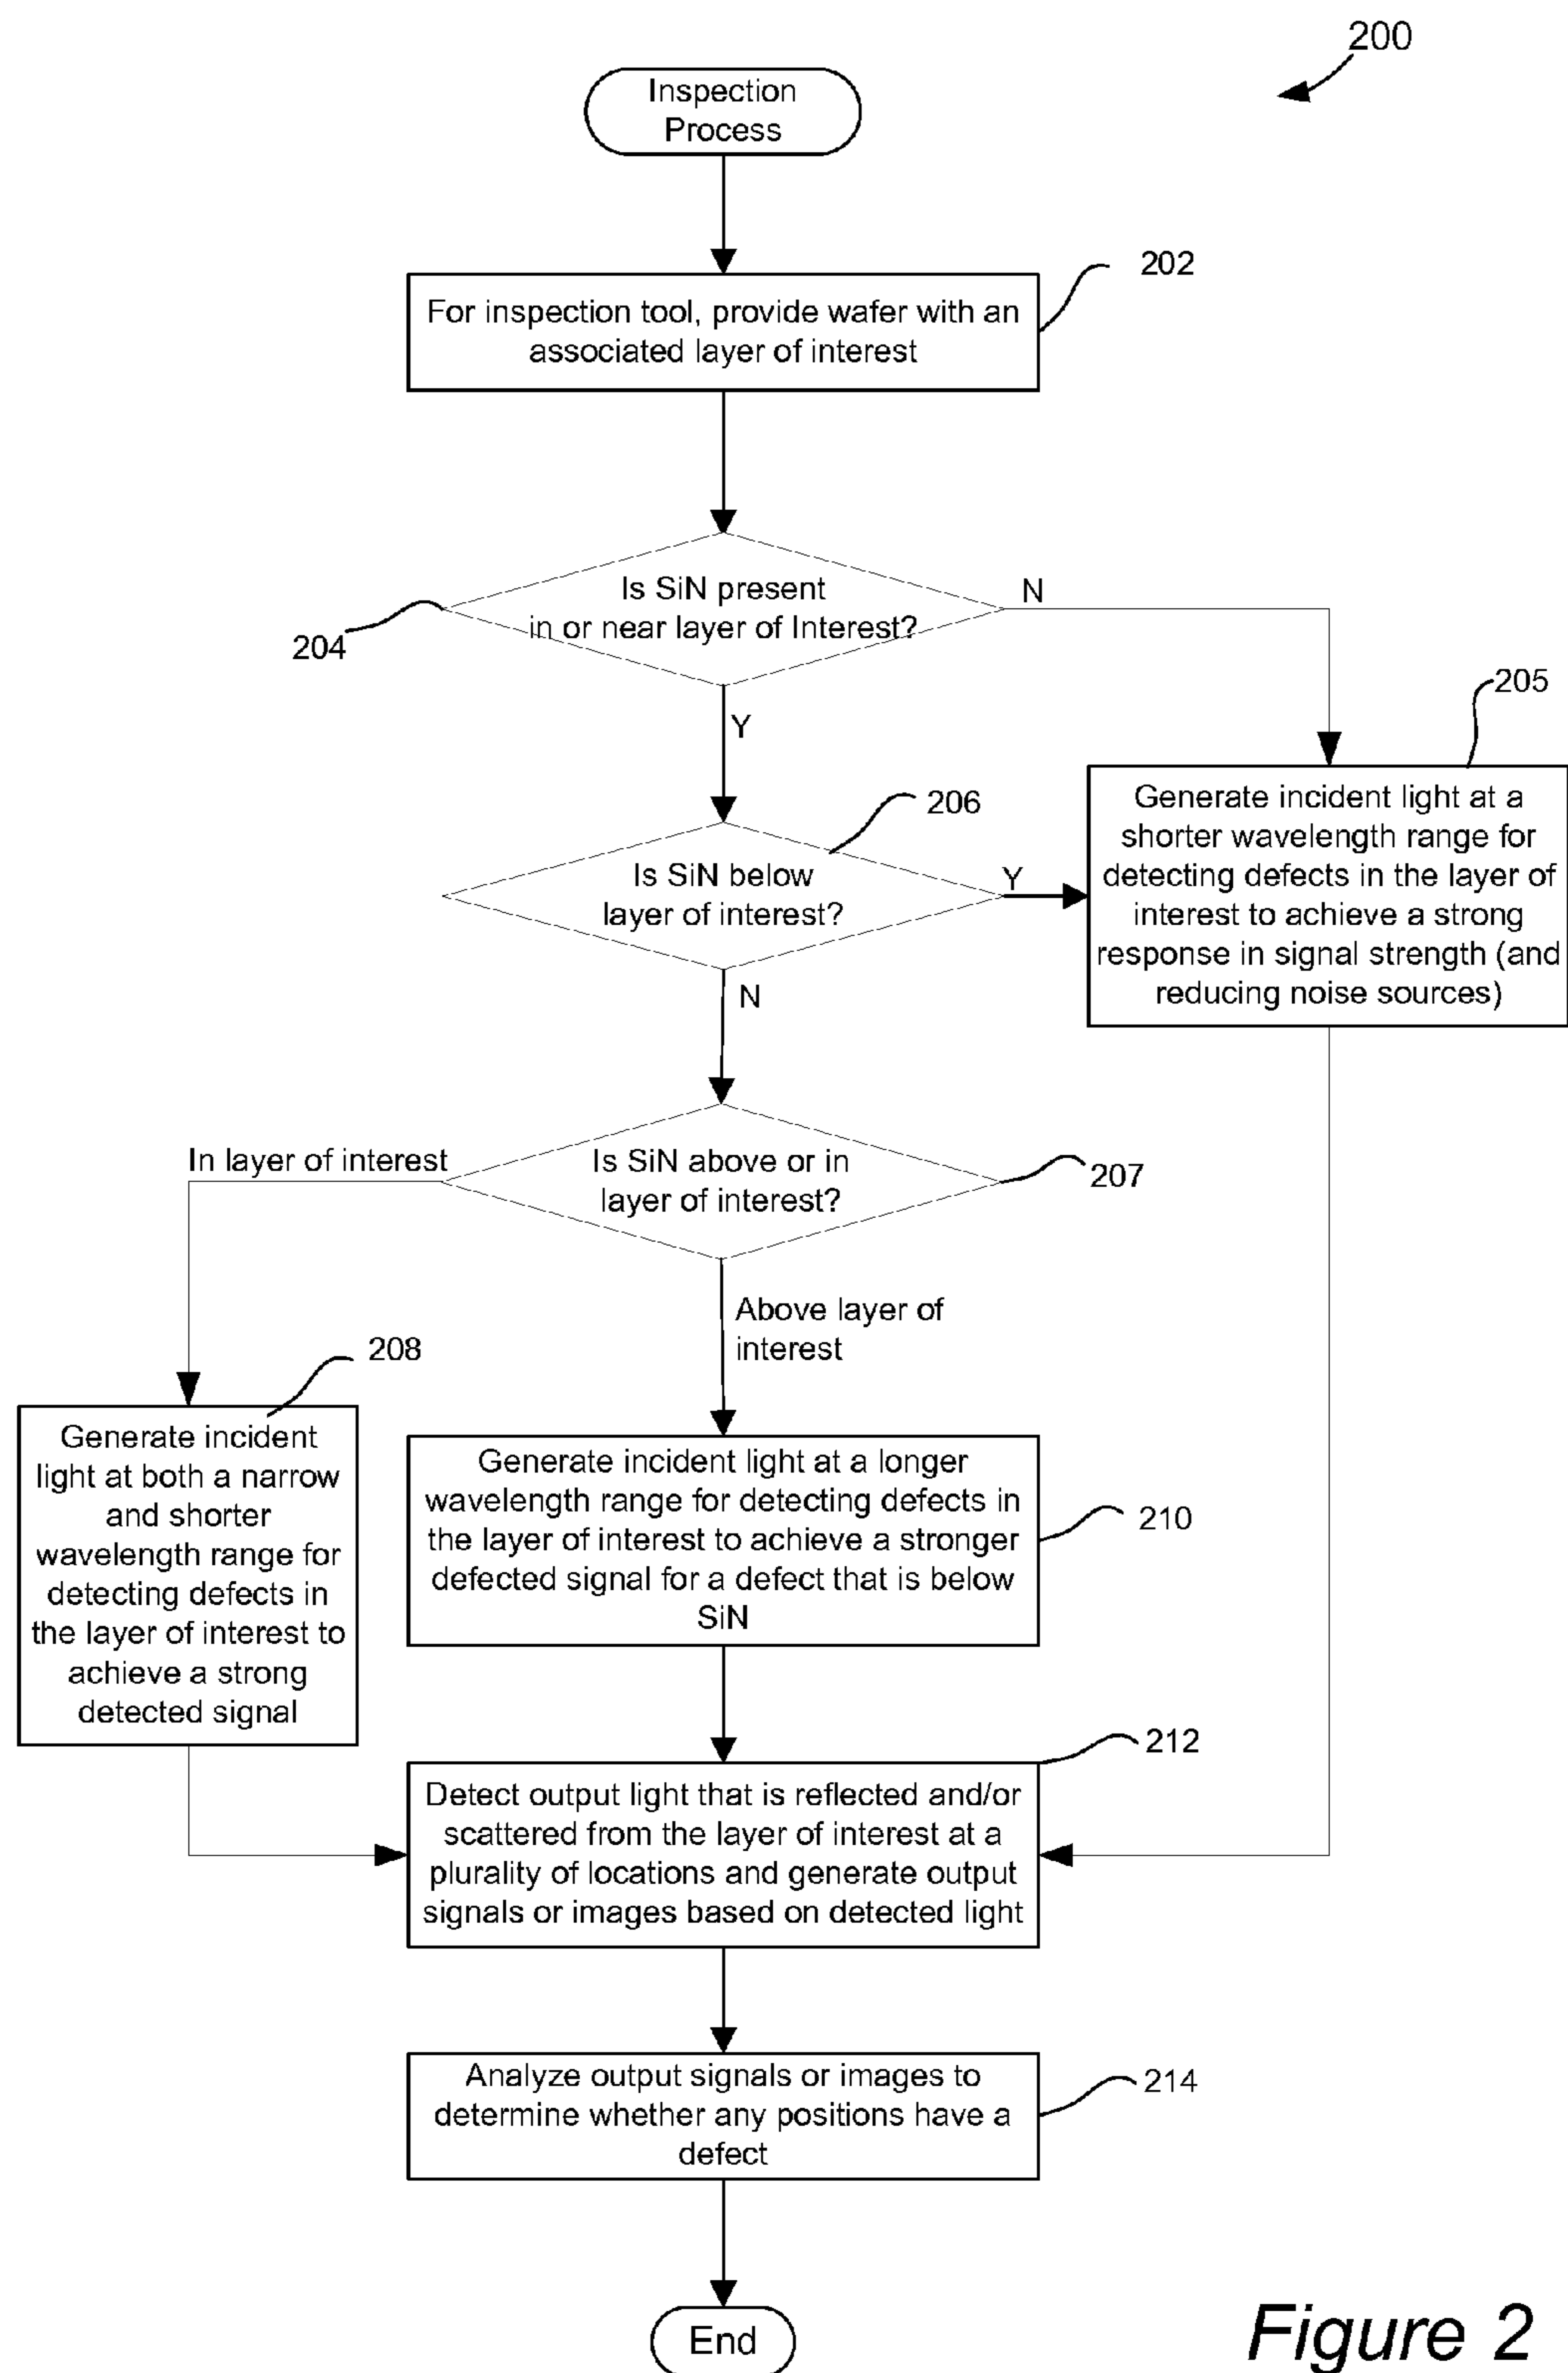 200
Inspection
Process
202
For inspection tool, provide wafer with an
associated layer of interest
Is SiN present
in or near layer of Interest?
N
204
205
Y
206
Generate incident light at a
shorter wavelength range for
detecting defects in the layer of
interest to achieve a strong
response in signal strength (and
reducing noise sources)
Is SiN below
layer of interest?
Y
N
In layer of interest
Is SiN above or in
layer of interest?
207
Above layer of
interest
208
Generate incident
light at both a narrow
and shorter
wavelength range for
detecting defects in
the layer of interest to
achieve a strong
detected signal
Generate incident light at a longer
wavelength range for detecting defects in
the layer of interest to achieve a stronger
defected signal for a defect that is below
SiN
210
212
Detect output light that is reflected and/or
scattered from the layer of interest at a
plurality of locations and generate output
signals or images based on detected light
Analyze output signals or images to
determine whether any positions have a
defect
214
End
Figure 2